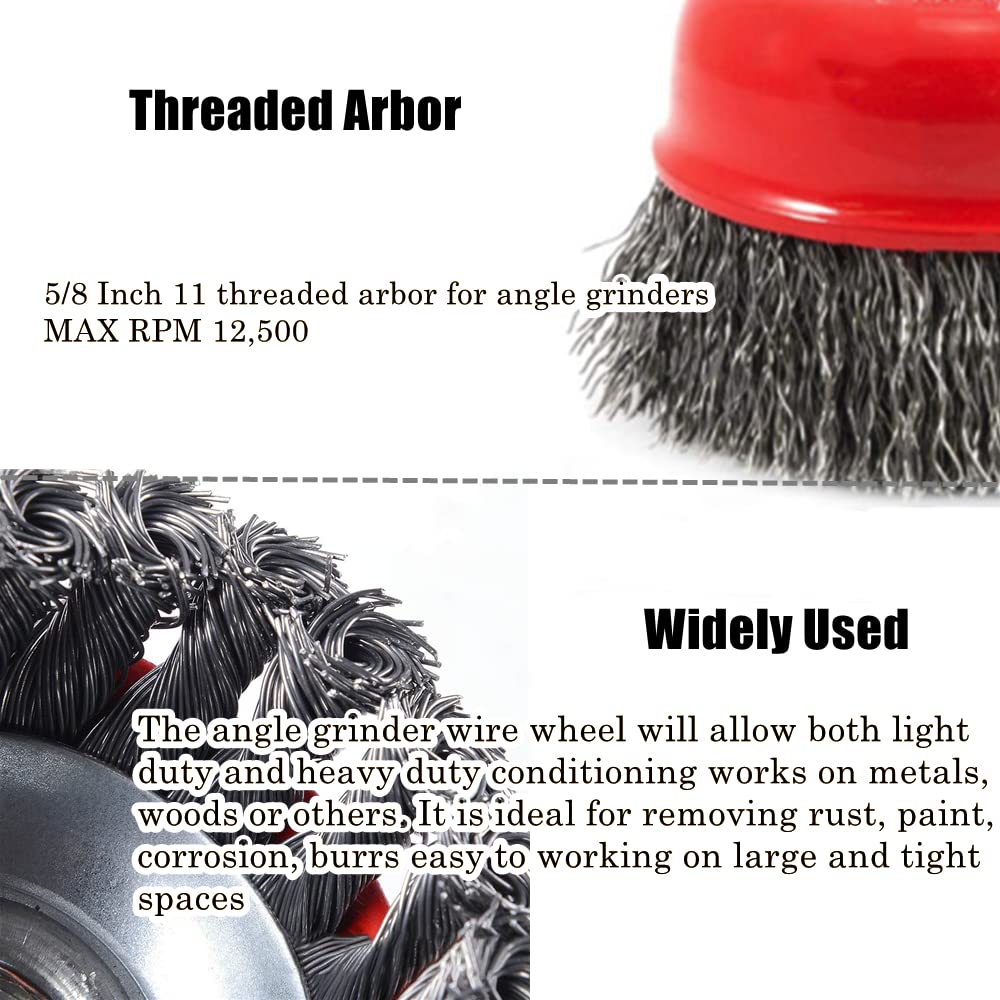 Threaded Arbor
5/8 Inch 11 threaded arbor for angle grinders
MAX RPM 12,500
Widely Used
The angle grinder wire wheel will allow both light
duty and heavy duty conditioning works on metals,
woods or others. It is ideal for removing rust, paint,
corrosion, burrs easy to working on large and tight
spaces